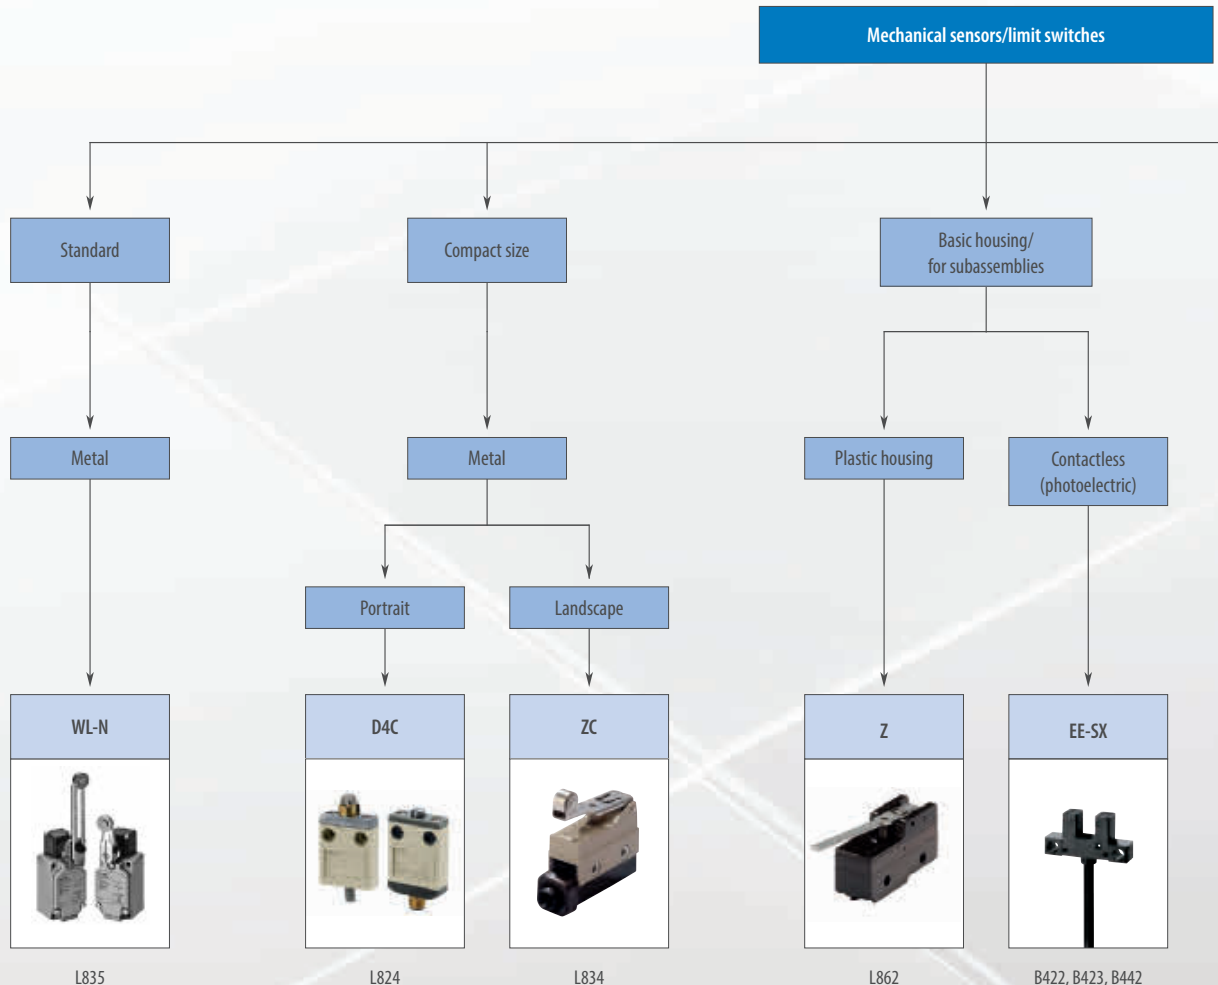 Mechanical sensors/limit switches
Standard
Compact size
Basic housing/
for subassemblies
Metal
Metal
Plastic housing
Contactless
(photoelectric)
Portrait
Landscape
WL-N
D4C
ZC
Z
EE-SX
L835
L824
L834
L862
B422, B423, B442